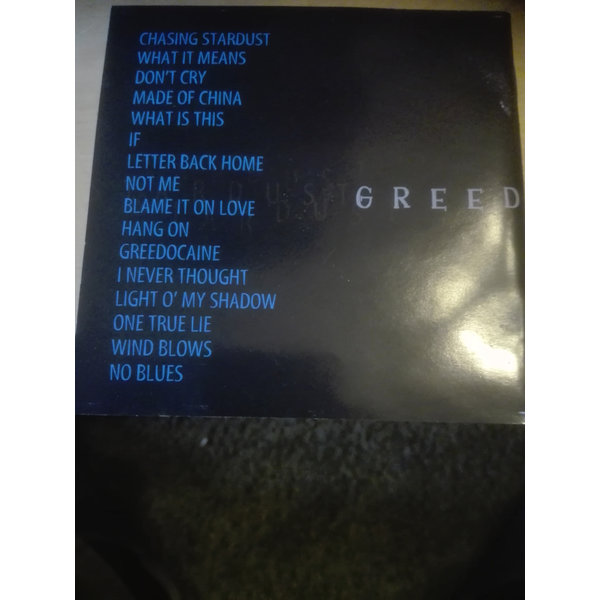 CHASING STARDUST
WHAT IT MEANS
DON'T CRY
MADE OF CHINA
WHAT IS THIS
IF
LETTER BACK HOME
NOT ME
BLAME IT ON LOVE
HANG ON
GREEDOCAINE
I NEVER THOUGHT
LIGHT O' MY SHADOW
ONE TRUE LIE
WIND BLOWS
NO BLUES
GREED